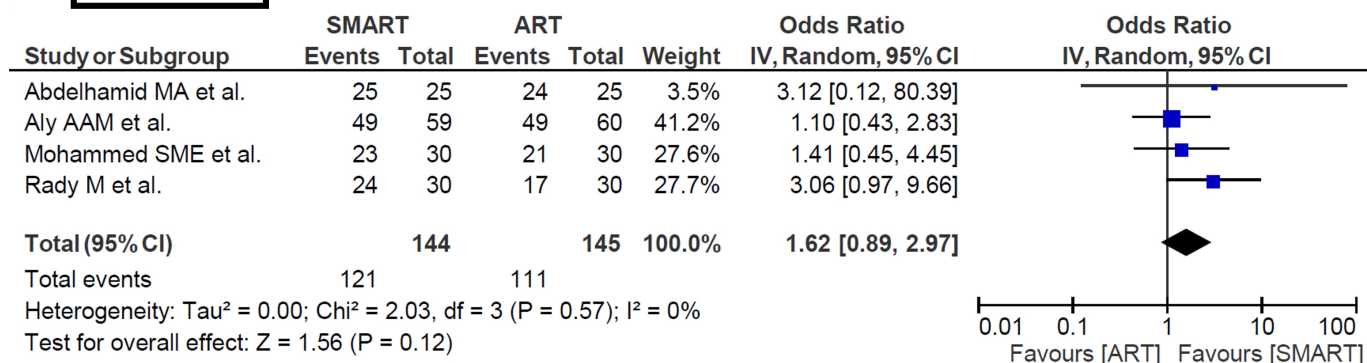 SMART ART Odds Ratio Odds Ratio
Study or Subgroup Events Total Events Total Weight IV, Random, 95% CI IV, Random, 95% CI
Abdelhamid MA et al. 25 25 24 25 3.5% 3.12 [0.12, 80.39]
Aly AAM et al. 49 59 49 60 41.2% 1.10 [0.43, 2.83]
Mohammed SME et al. 23 30 21 30 27.6% 1.41 [0.45, 4.45]
Rady M et al. 24 30 17 30 27.7% 3.06 [0.97, 9.66]
Total (95% CI) 144 145 100.0% 1.62 [0.89, 2.97]
Total events 121 111
Heterogeneity: Tau² = 0.00; Chi² = 2.03, df = 3 (P = 0.57); I² = 0%
Test for overall effect: Z = 1.56 (P = 0.12)
0.01 0.1 1 10 100
Favours [ART] Favours [SMART]